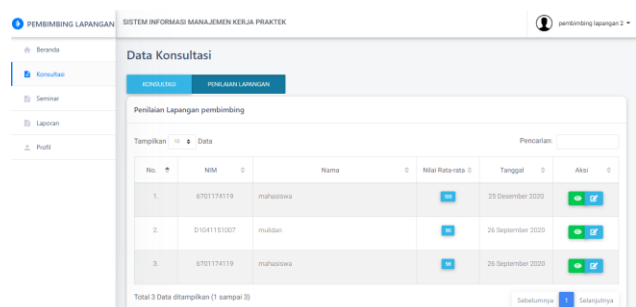 PEMBIMBING LAPANGAN
SISTEM INFORMASI MANAJEMEN KERJA PRAKTEK
pembimbing lapangan 2
Beranda
Konsultasi
Seminar
Laporan
Profil
Data Konsultasi
KONSULTASI PENILAIAN LAPANGAN
Penilaian Lapangan pembimbing
Tampilkan 10 Data Pencarian:
No. NIM Nama Nilai Rata-rata Tanggal Aksi
1. 6701174119 mahasiswa 25 Desember 2020
2. D1041151007 mulidan 26 September 2020
3. 6701174119 mahasiswa 26 September 2020
Total 3 Data ditampilkan (1 sampai 3)
Sebelumnya 1 Selanjutnya